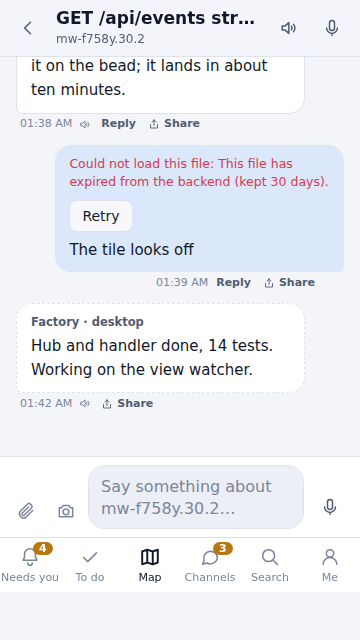 GET /api/events str…
mw-f758y.30.2
it on the bead; it lands in about
ten minutes.
01:38 AM Reply Share
Could not load this file: This file has
expired from the backend (kept 30 days).
Retry
The tile looks off
01:39 AM Reply Share
Factory · desktop
Hub and handler done, 14 tests.
Working on the view watcher.
01:42 AM Share
Say something about
mw-f758y.30.2…
4
3
Needs you To do Map Channels Search Me